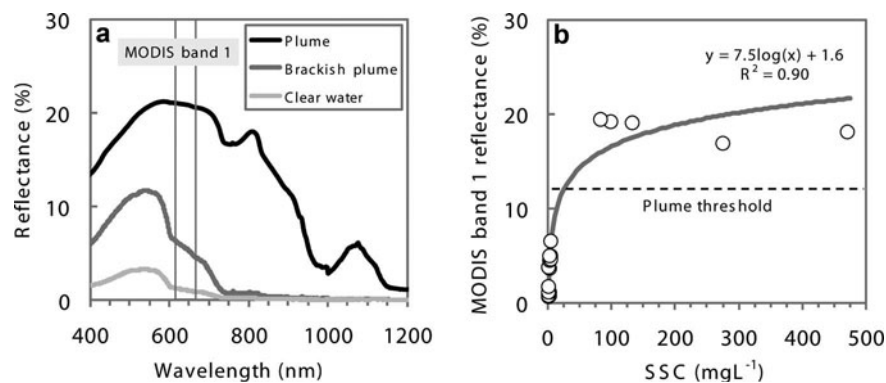 a
MODIS band 1
Plume
Brackish plume
Clear water
Reflectance (%)
30
20
10
0
400
600
800
1000
1200
Wavelength (nm)
b
y = 7.5log(x) + 1.6
R² = 0.90
Plume threshold
MODIS band 1 reflectance (%)
30
20
10
0
0
100
200
300
400
500
SSC (mgL⁻¹)